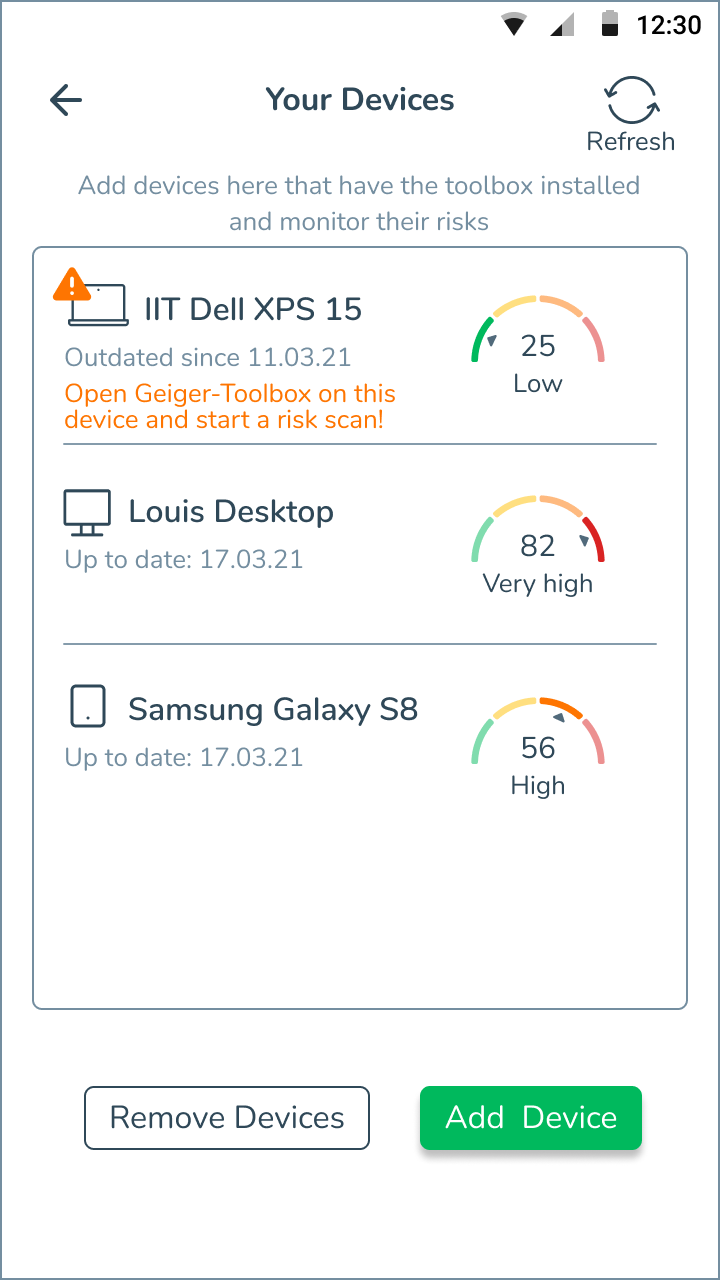 12:30
Your Devices
Refresh
Add devices here that have the toolbox installed
and monitor their risks
IIT Dell XPS 15
Outdated since 11.03.21
Open Geiger-Toolbox on this
device and start a risk scan!
25
Low
Louis Desktop
Up to date: 17.03.21
82
Very high
Samsung Galaxy S8
Up to date: 17.03.21
56
High
Remove Devices
Add  Device